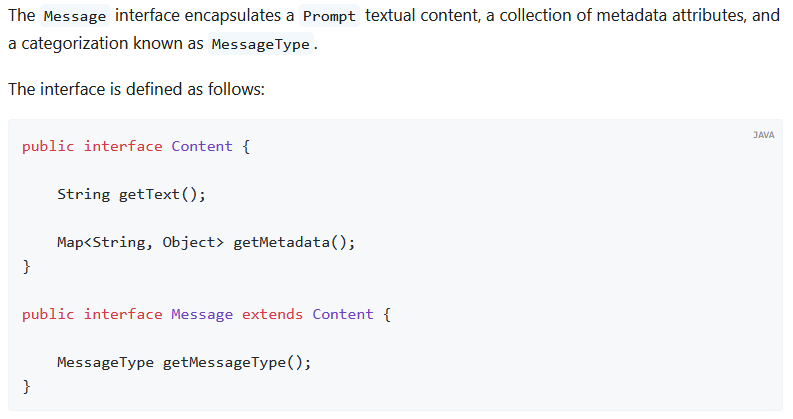 The Message interface encapsulates a Prompt textual content, a collection of metadata attributes, and
a categorization known as MessageType.
The interface is defined as follows:
JAVA
public interface Content {
    String getText();
    Map<String, Object> getMetadata();
}
public interface Message extends Content {
    MessageType getMessageType();
}